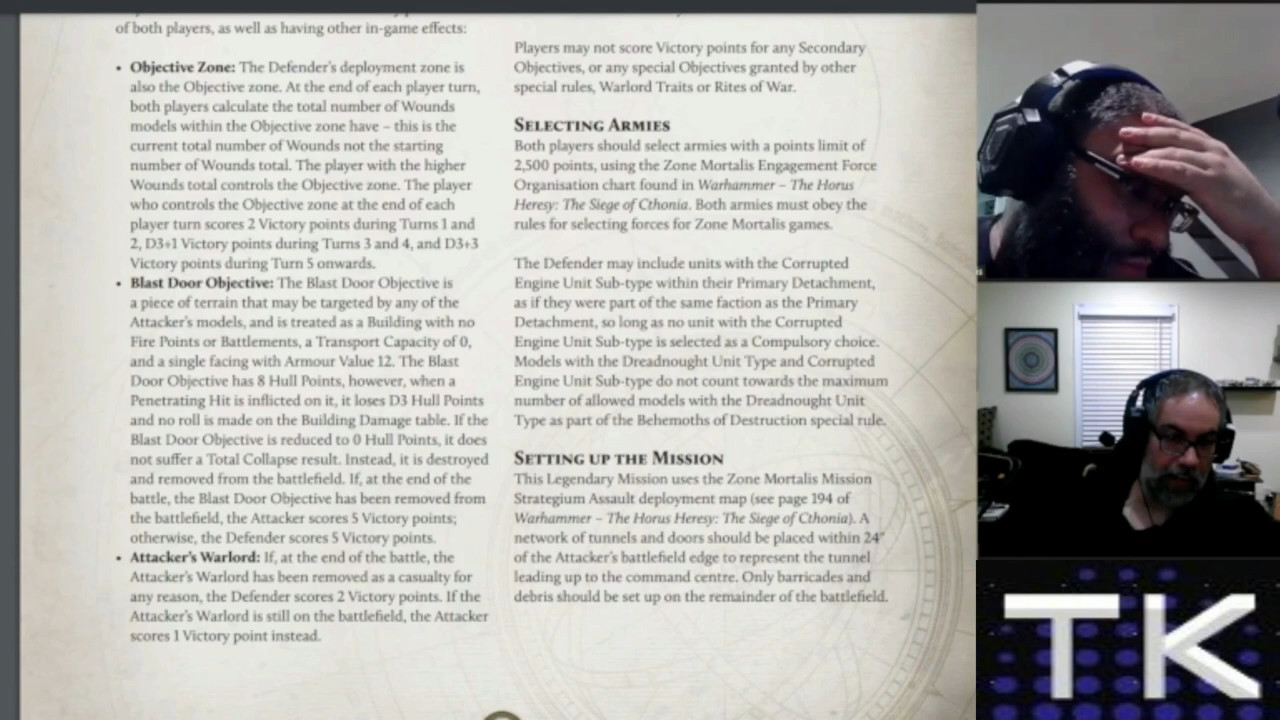 of both players, as well as having other in-game effects:
• Objective Zone: The Defender's deployment zone is
also the Objective zone. At the end of each player turn,
both players calculate the total number of Wounds
models within the Objective zone have – this is the
current total number of Wounds not the starting
number of Wounds total. The player with the higher
Wounds total controls the Objective zone. The player
who controls the Objective zone at the end of each
player turn scores 2 Victory points during Turns 1 and
2, D3+1 Victory points during Turns 3 and 4, and D3+3
Victory points during Turn 5 onwards.
• Blast Door Objective: The Blast Door Objective is
a piece of terrain that may be targeted by any of the
Attacker's models, and is treated as a Building with no
Fire Points or Battlements, a Transport Capacity of 0,
and a single facing with Armour Value 12. The Blast
Door Objective has 8 Hull Points, however, when a
Penetrating Hit is inflicted on it, it loses D3 Hull Points
and no roll is made on the Building Damage table. If the
Blast Door Objective is reduced to 0 Hull Points, it does
not suffer a Total Collapse result. Instead, it is destroyed
and removed from the battlefield. If, at the end of the
battle, the Blast Door Objective has been removed from
the battlefield, the Attacker scores 5 Victory points;
otherwise, the Defender scores 5 Victory points.
• Attacker's Warlord: If, at the end of the battle, the
Attacker's Warlord has been removed as a casualty for
any reason, the Defender scores 2 Victory points. If the
Attacker's Warlord is still on the battlefield, the Attacker
scores 1 Victory point instead.
Players may not score Victory points for any Secondary
Objectives, or any special Objectives granted by other
special rules, Warlord Traits or Rites of War.
SELECTING ARMIES
Both players should select armies with a points limit of
2,500 points, using the Zone Mortalis Engagement Force
Organisation chart found in Warhammer – The Horus
Heresy: The Siege of Cthonia. Both armies must obey the
rules for selecting forces for Zone Mortalis games.
The Defender may include units with the Corrupted
Engine Unit Sub-type within their Primary Detachment,
as if they were part of the same faction as the Primary
Detachment, so long as no unit with the Corrupted
Engine Unit Sub-type is selected as a Compulsory choice.
Models with the Dreadnought Unit Type and Corrupted
Engine Unit Sub-type do not count towards the maximum
number of allowed models with the Dreadnought Unit
Type as part of the Behemoths of Destruction special rule.
SETTING UP THE MISSION
This Legendary Mission uses the Zone Mortalis Mission
Strategium Assault deployment map (see page 194 of
Warhammer – The Horus Heresy: The Siege of Cthonia). A
network of tunnels and doors should be placed within 24"
of the Attacker's battlefield edge to represent the tunnel
leading up to the command centre. Only barricades and
debris should be set up on the remainder of the battlefield.
TK